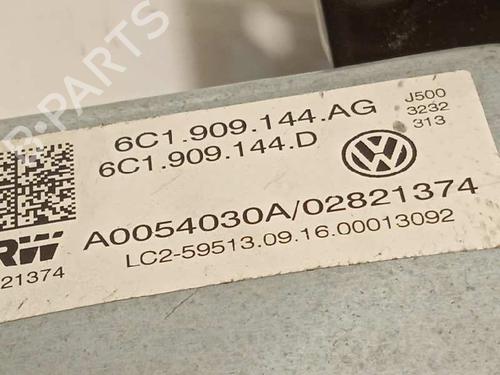 6C1.909.144.AG
6C1.909.144.D
J500
3232
313
A0054030A/02821374
LC2-59513.09.16.00013092
TRW
21374
R-PARTS